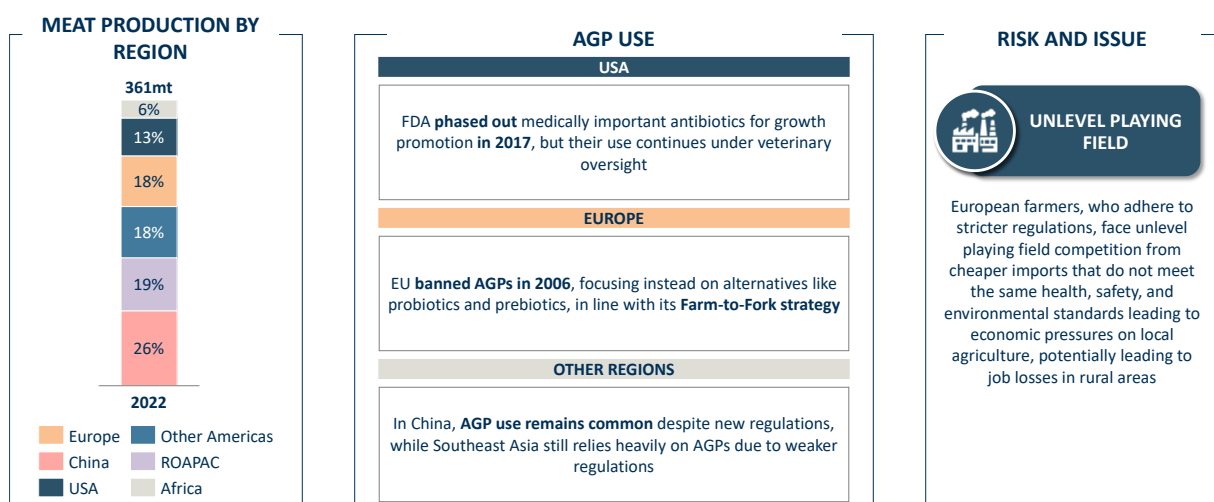 MEAT PRODUCTION BY
REGION
361mt
6%
13%
18%
18%
19%
26%
2022
Europe
Other Americas
China
ROAPAC
USA
Africa
AGP USE
USA
FDA phased out medically important antibiotics for growth
promotion in 2017, but their use continues under veterinary
oversight
EUROPE
EU banned AGPs in 2006, focusing instead on alternatives like
probiotics and prebiotics, in line with its Farm-to-Fork strategy
OTHER REGIONS
In China, AGP use remains common despite new regulations,
while Southeast Asia still relies heavily on AGPs due to weaker
regulations
RISK AND ISSUE
UNLEVEL PLAYING
FIELD
European farmers, who adhere to
stricter regulations, face unlevel
playing field competition from
cheaper imports that do not meet
the same health, safety, and
environmental standards leading to
economic pressures on local
agriculture, potentially leading to
job losses in rural areas